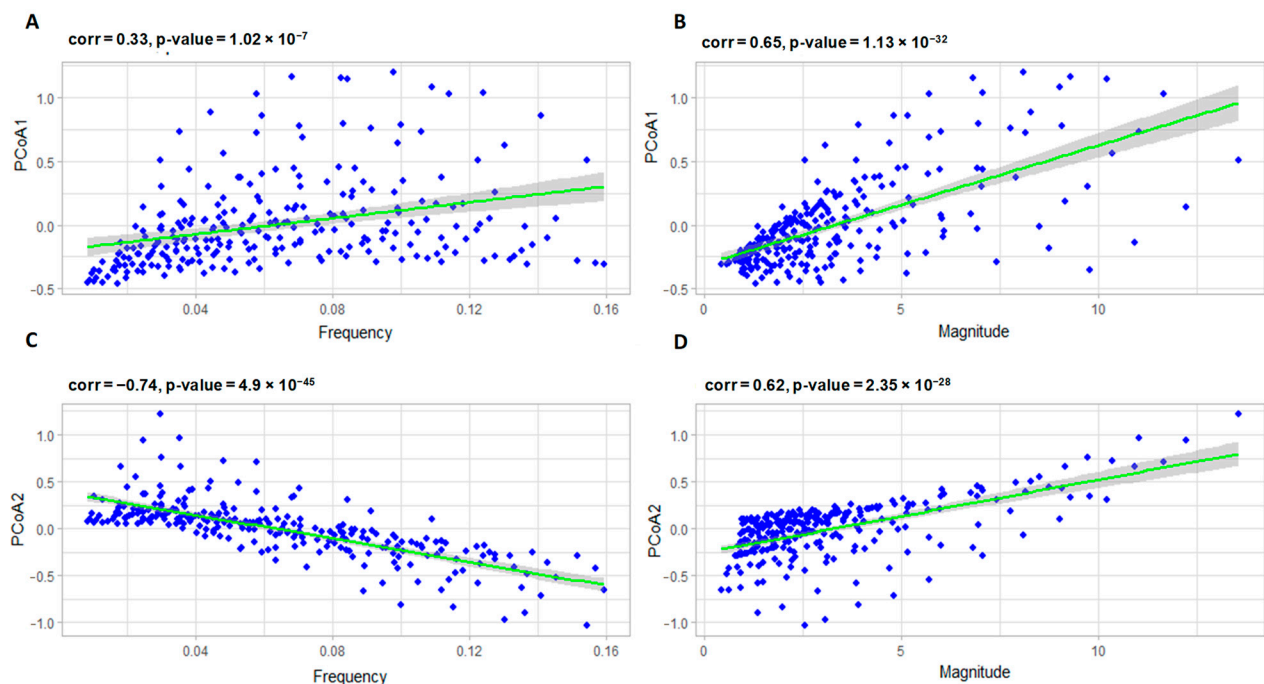 A
B
corr = 0.33, p-value = 1.02 × 10⁻⁷
corr = 0.65, p-value = 1.13 × 10⁻³²
PCoA1
1.0
0.5
0.0
−0.5
0.04
0.08
0.12
0.16
Frequency
PCoA1
1.0
0.5
0.0
−0.5
0
5
10
Magnitude
C
D
corr = −0.74, p-value = 4.9 × 10⁻⁴⁵
corr = 0.62, p-value = 2.35 × 10⁻²⁸
PCoA2
1.0
0.5
0.0
−0.5
−1.0
0.04
0.08
0.12
0.16
Frequency
PCoA2
1.0
0.5
0.0
−0.5
−1.0
0
5
10
Magnitude